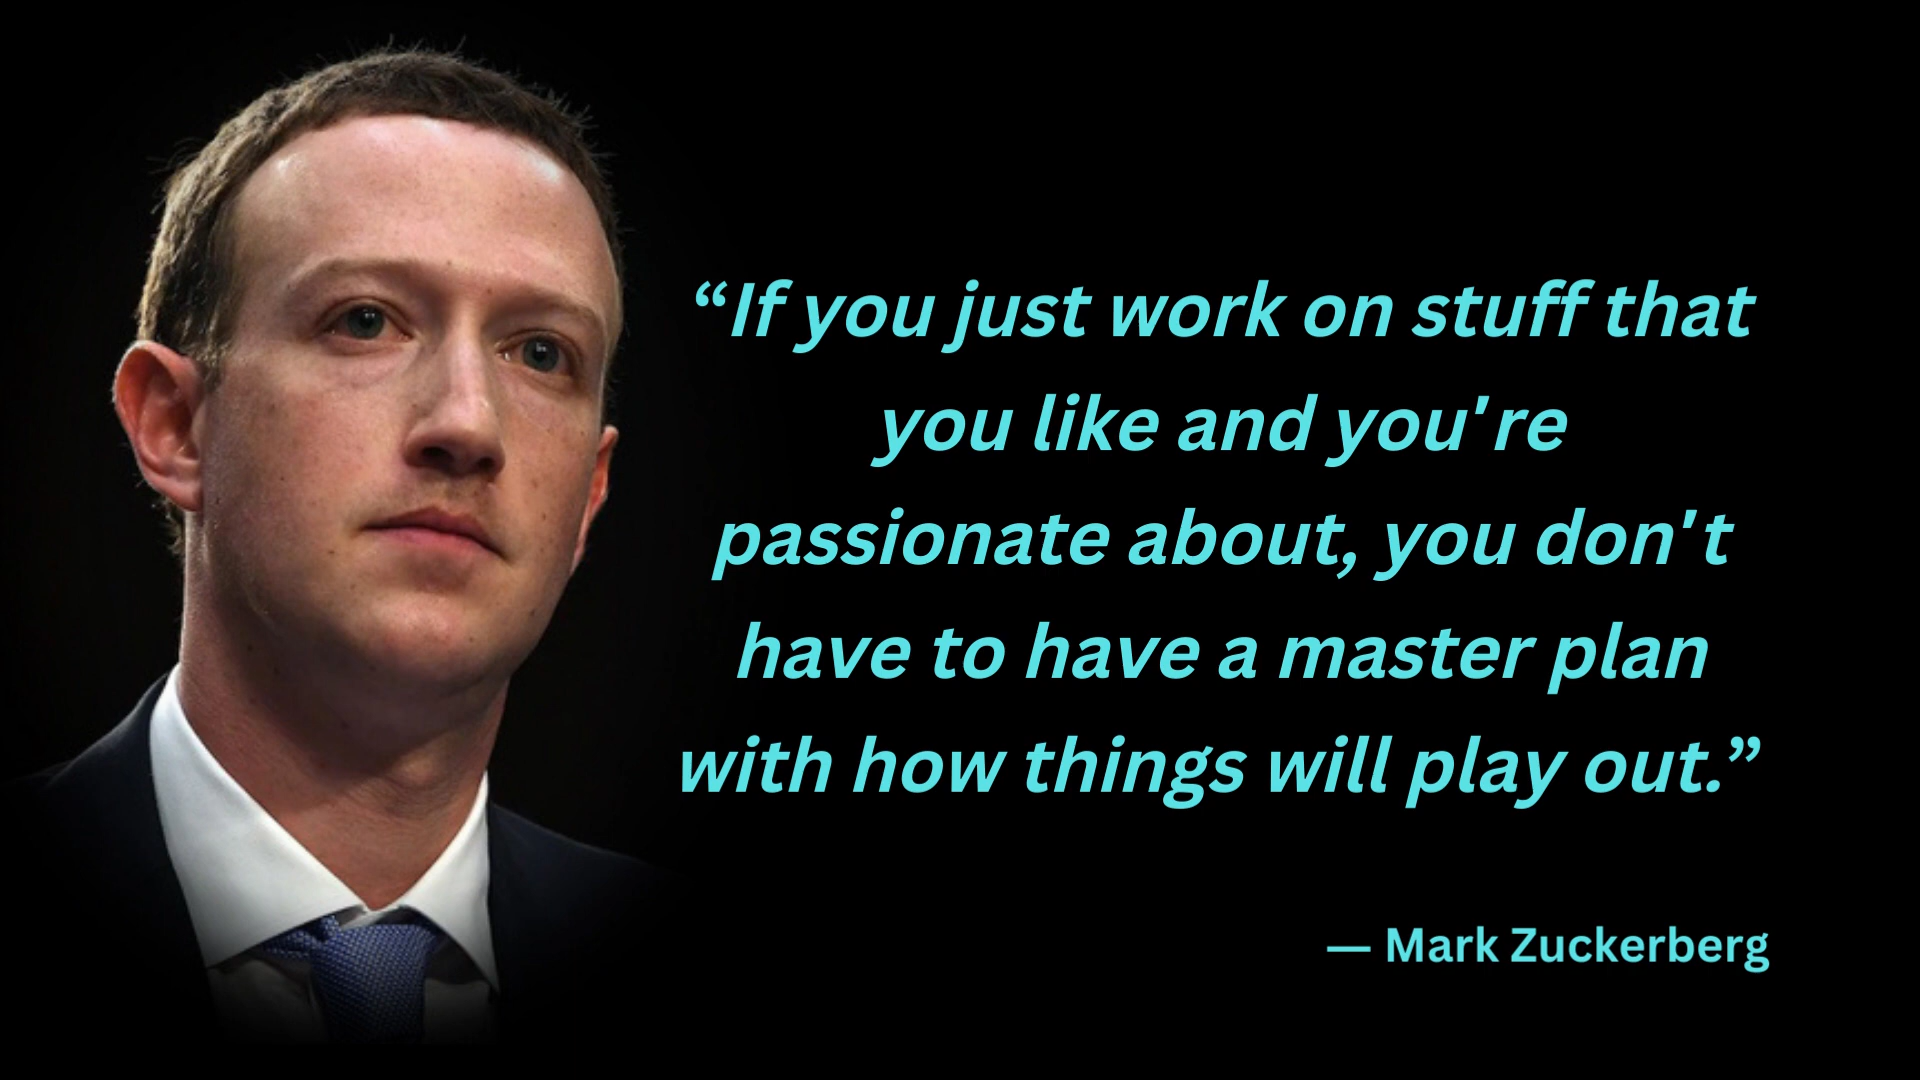 “If you just work on stuff that
you like and you're
passionate about, you don't
have to have a master plan
with how things will play out.”
— Mark Zuckerberg